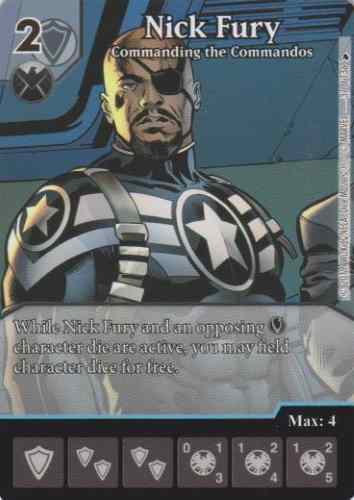 2
Nick Fury
Commanding the Commandos
While Nick Fury and an opposing
character die are active, you may field
character dice for free.
Max: 4
0 1 3
1 2 4
1 2 5